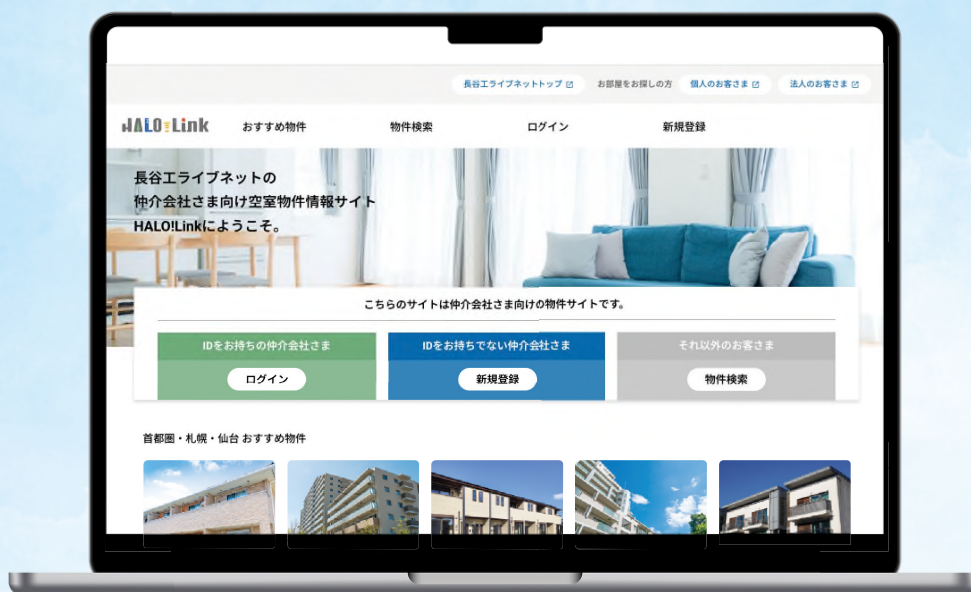 長谷工ライブネットトップ
お部屋をお探しの方
個人のお客さま
法人のお客さま
HALO!Link
おすすめ物件
物件検索
ログイン
新規登録
長谷工ライブネットの
仲介会社さま向け空室物件情報サイト
HALO!Linkにようこそ。
こちらのサイトは仲介会社さま向けの物件サイトです。
IDをお持ちの仲介会社さま
ログイン
IDをお持ちでない仲介会社さま
新規登録
それ以外のお客さま
物件検索
首都圏・札幌・仙台 おすすめ物件